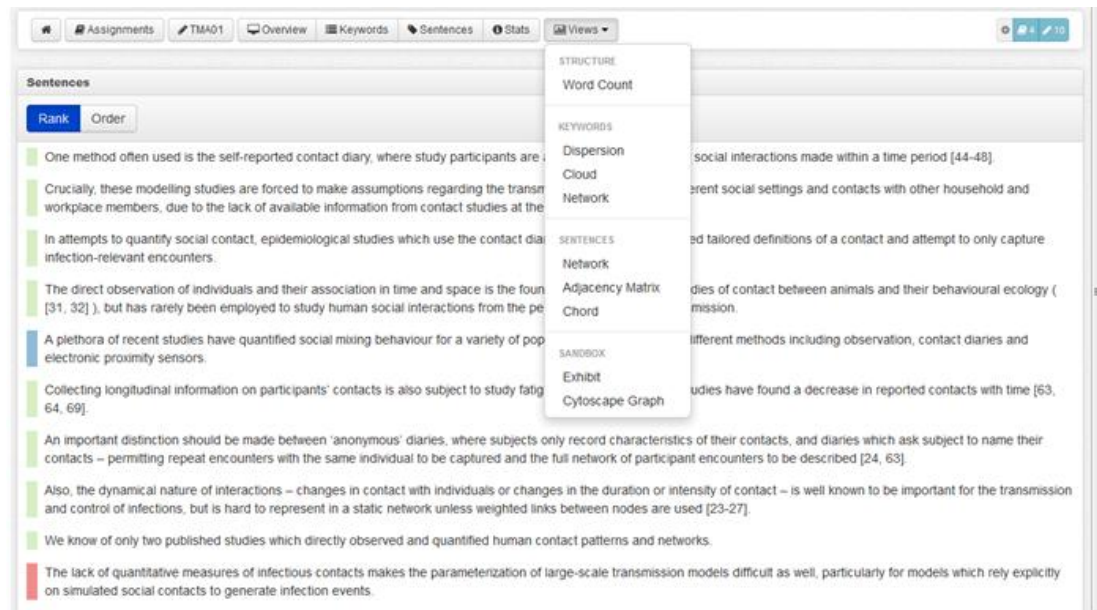 Assignments TMA01 Overview Keywords Sentences Stats Views 4 10
STRUCTURE
Word Count
KEYWORDS
Dispersion
Cloud
Network
SENTENCES
Network
Adjacency Matrix
Chord
SANDBOX
Exhibit
Cytoscape Graph
Sentences
Rank Order
One method often used is the self-reported contact diary, where study participants are social interactions made within a time period [44-48].
Crucially, these modelling studies are forced to make assumptions regarding the social settings and contacts with other household and
workplace members, due to the lack of available information from contact studies at the
In attempts to quantify social contact, epidemiological studies which use the contact tailored definitions of a contact and attempt to only capture
infection-relevant encounters.
The direct observation of individuals and their association in time and space is the of contact between animals and their behavioural ecology (
[31, 32] ), but has rarely been employed to study human social interactions from the
A plethora of recent studies have quantified social mixing behaviour for a variety of different methods including observation, contact diaries and
electronic proximity sensors.
Collecting longitudinal information on participants' contacts is also subject to study have found a decrease in reported contacts with time [63,
64, 69].
An important distinction should be made between 'anonymous' diaries, where subjects only record characteristics of their contacts, and diaries which ask subject to name their
contacts – permitting repeat encounters with the same individual to be captured and the full network of participant encounters to be described [24, 63].
Also, the dynamical nature of interactions – changes in contact with individuals or changes in the duration or intensity of contact – is well known to be important for the transmission
and control of infections, but is hard to represent in a static network unless weighted links between nodes are used [23-27].
We know of only two published studies which directly observed and quantified human contact patterns and networks.
The lack of quantitative measures of infectious contacts makes the parameterization of large-scale transmission models difficult as well, particularly for models which rely explicitly
on simulated social contacts to generate infection events.